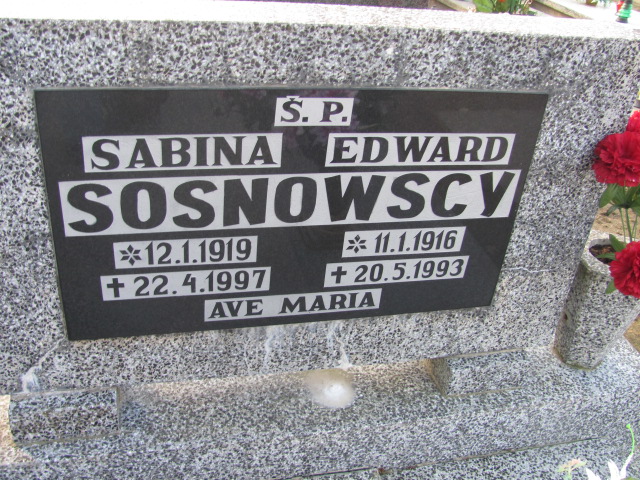 Ś. P.
SABINA EDWARD
SOSNOWSCY
✲12.1.1919 ✲11.1.1916
✝22.4.1997 ✝20.5.1993
AVE MARIA